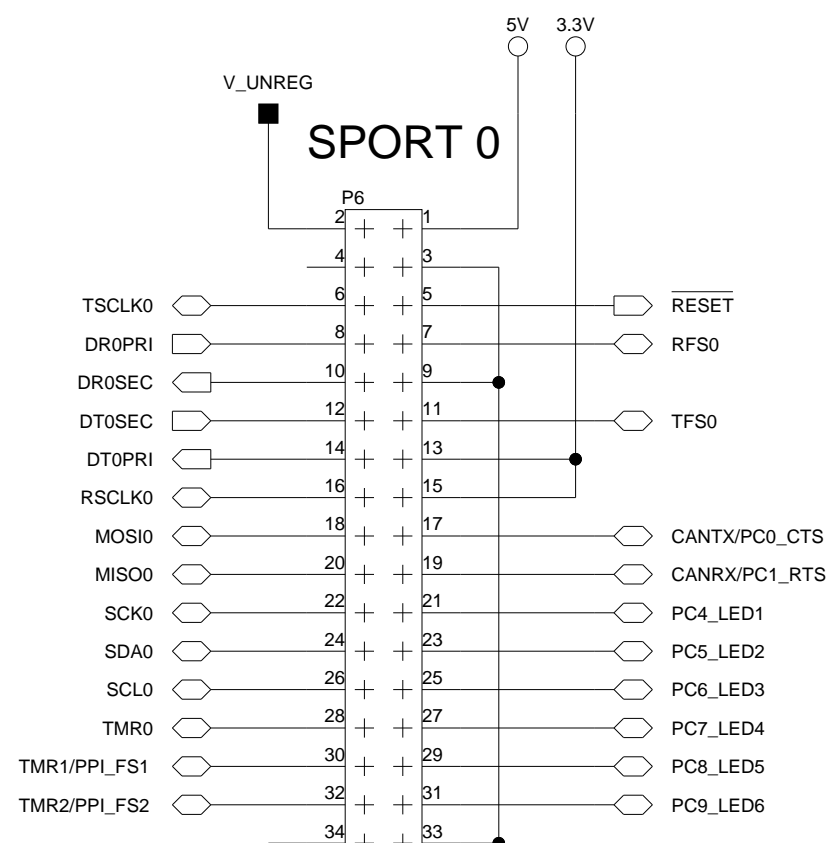 5V 3.3V
V_UNREG
SPORT 0
P6
2 1
4 3
TSCLK0 6 5 RESET
DR0PRI 8 7 RFS0
DR0SEC 10 9
DT0SEC 12 11 TFS0
DT0PRI 14 13
RSCLK0 16 15
MOSI0 18 17 CANTX/PC0_CTS
MISO0 20 19 CANRX/PC1_RTS
SCK0 22 21 PC4_LED1
SDA0 24 23 PC5_LED2
SCL0 26 25 PC6_LED3
TMR0 28 27 PC7_LED4
TMR1/PPI_FS1 30 29 PC8_LED5
TMR2/PPI_FS2 32 31 PC9_LED6
34 33